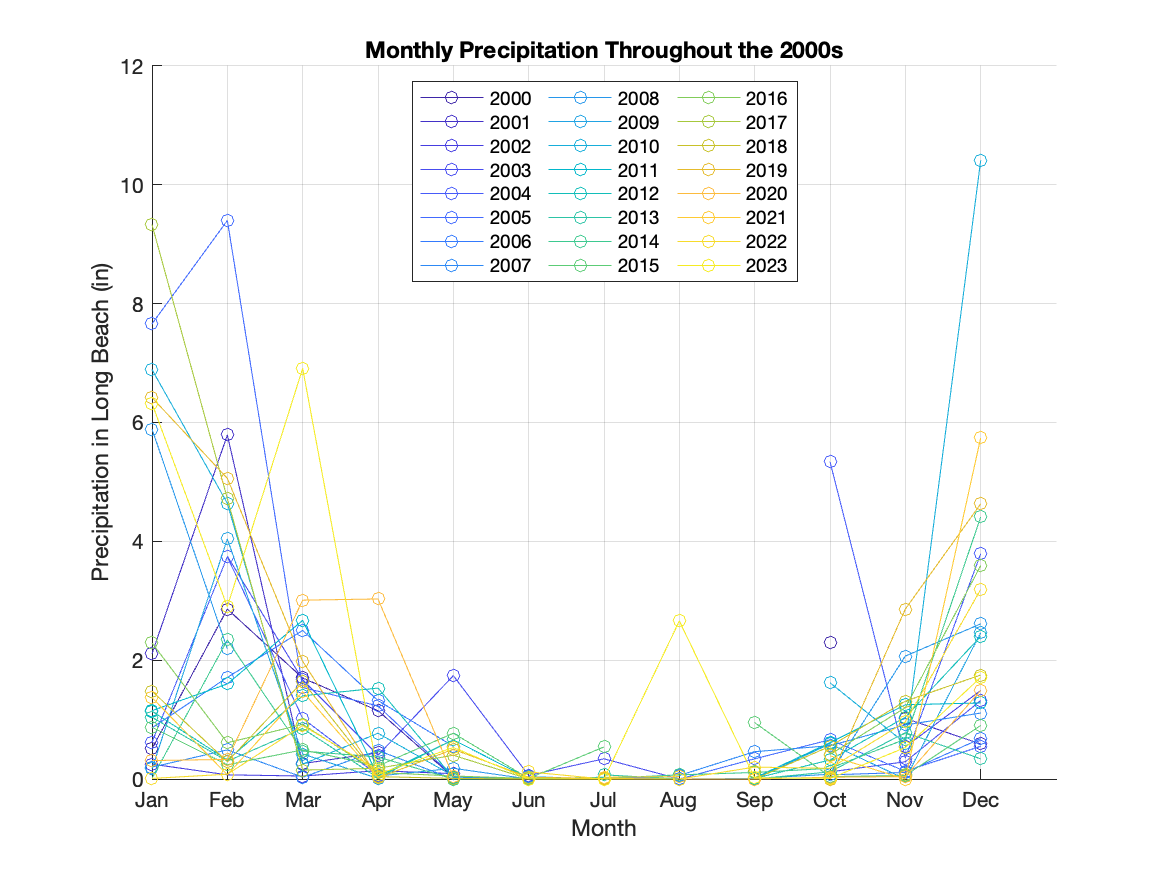 Monthly Precipitation Throughout the 2000s
12
10
8
6
4
2
0
Precipitation in Long Beach (in)
2000 2008 2016
2001 2009 2017
2002 2010 2018
2003 2011 2019
2004 2012 2020
2005 2013 2021
2006 2014 2022
2007 2015 2023
Jan Feb Mar Apr May Jun Jul Aug Sep Oct Nov Dec
Month